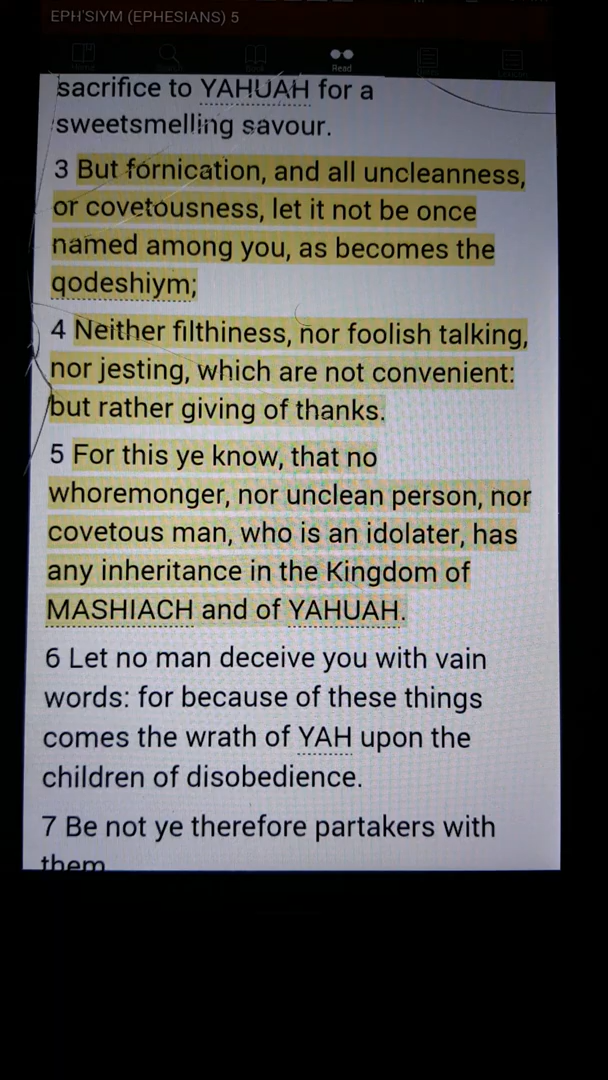 EPH'SIYM (EPHESIANS) 5
Read
sacrifice to YAHUAH for a
sweetsmelling savour.
3 But fornication, and all uncleanness,
or covetousness, let it not be once
named among you, as becomes the
qodeshiym;
4 Neither filthiness, nor foolish talking,
nor jesting, which are not convenient:
but rather giving of thanks.
5 For this ye know, that no
whoremonger, nor unclean person, nor
covetous man, who is an idolater, has
any inheritance in the Kingdom of
MASHIACH and of YAHUAH.
6 Let no man deceive you with vain
words: for because of these things
comes the wrath of YAH upon the
children of disobedience.
7 Be not ye therefore partakers with
them